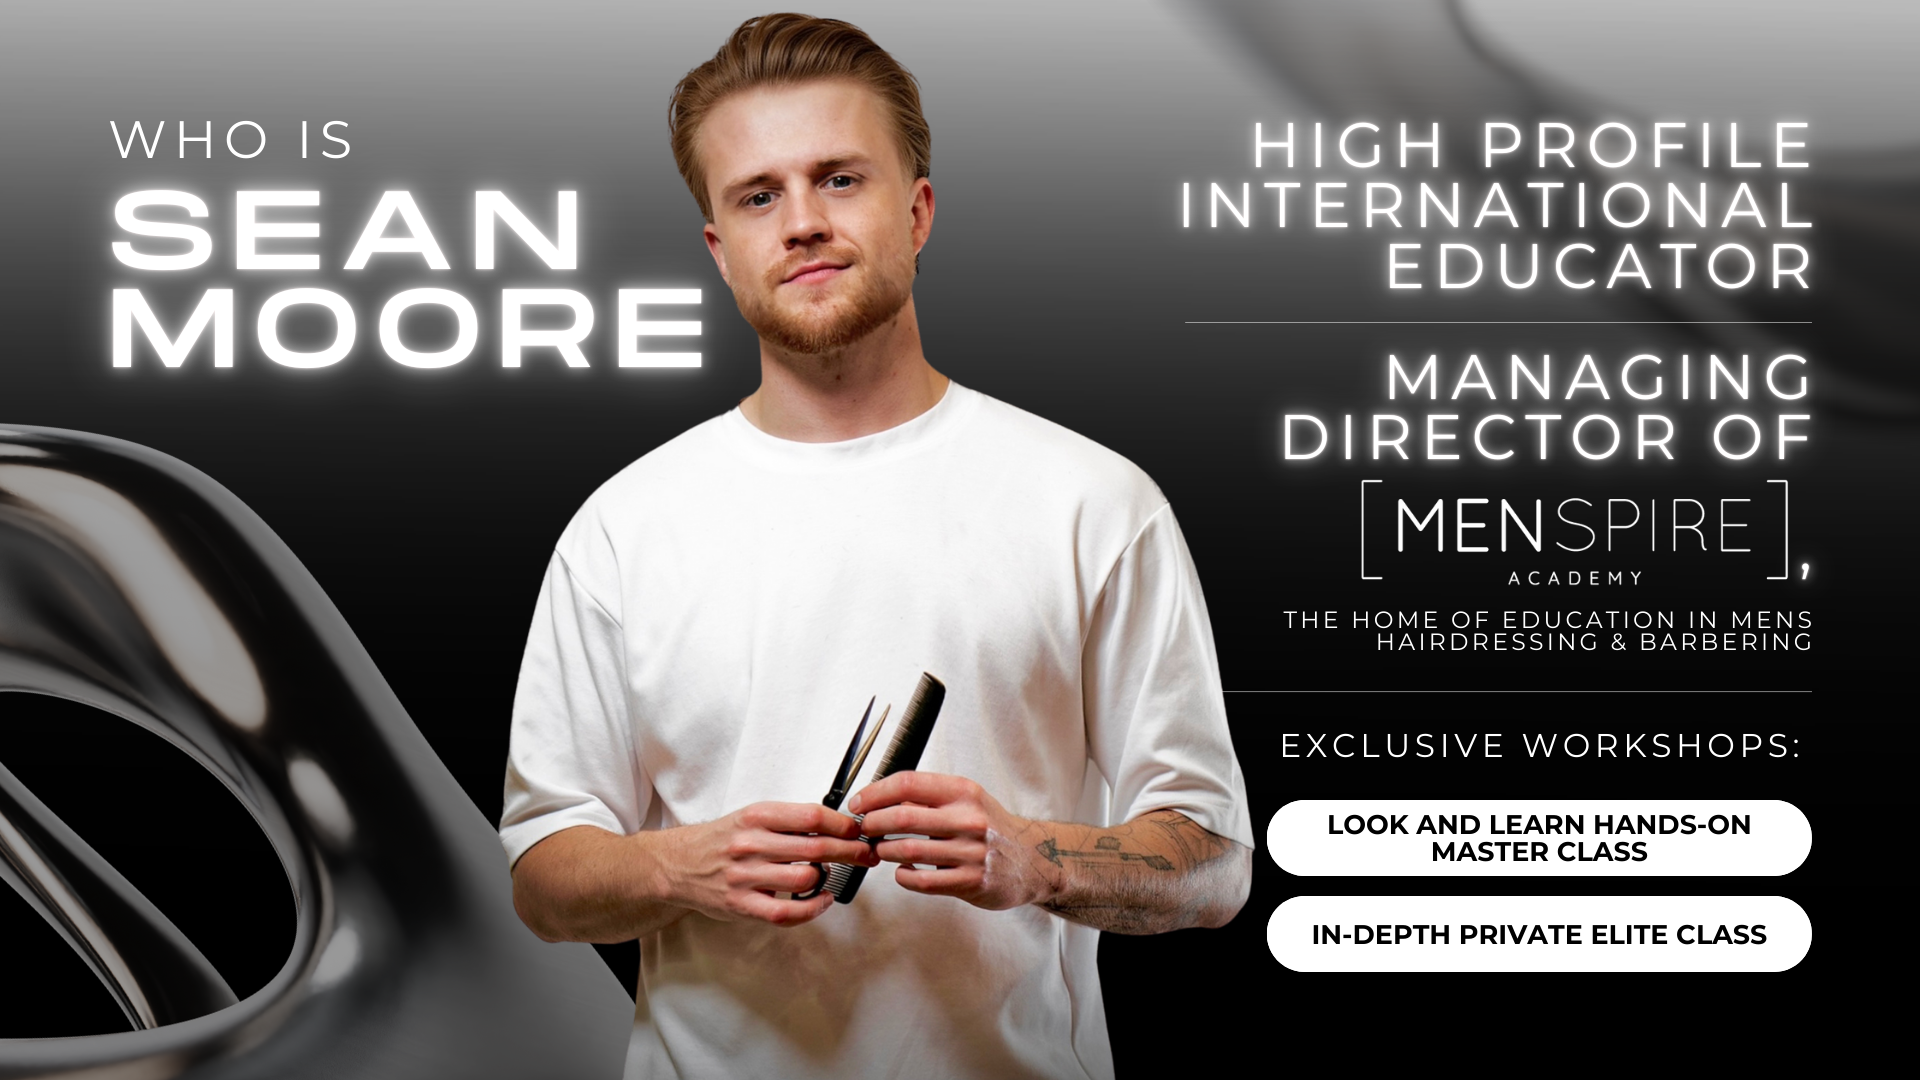 WHO IS
SEAN
MOORE
HIGH PROFILE
INTERNATIONAL
EDUCATOR
MANAGING
DIRECTOR OF
[MENSPIRE],
ACADEMY
THE HOME OF EDUCATION IN MENS
HAIRDRESSING & BARBERING
EXCLUSIVE WORKSHOPS:
LOOK AND LEARN HANDS-ON
MASTER CLASS
IN-DEPTH PRIVATE ELITE CLASS